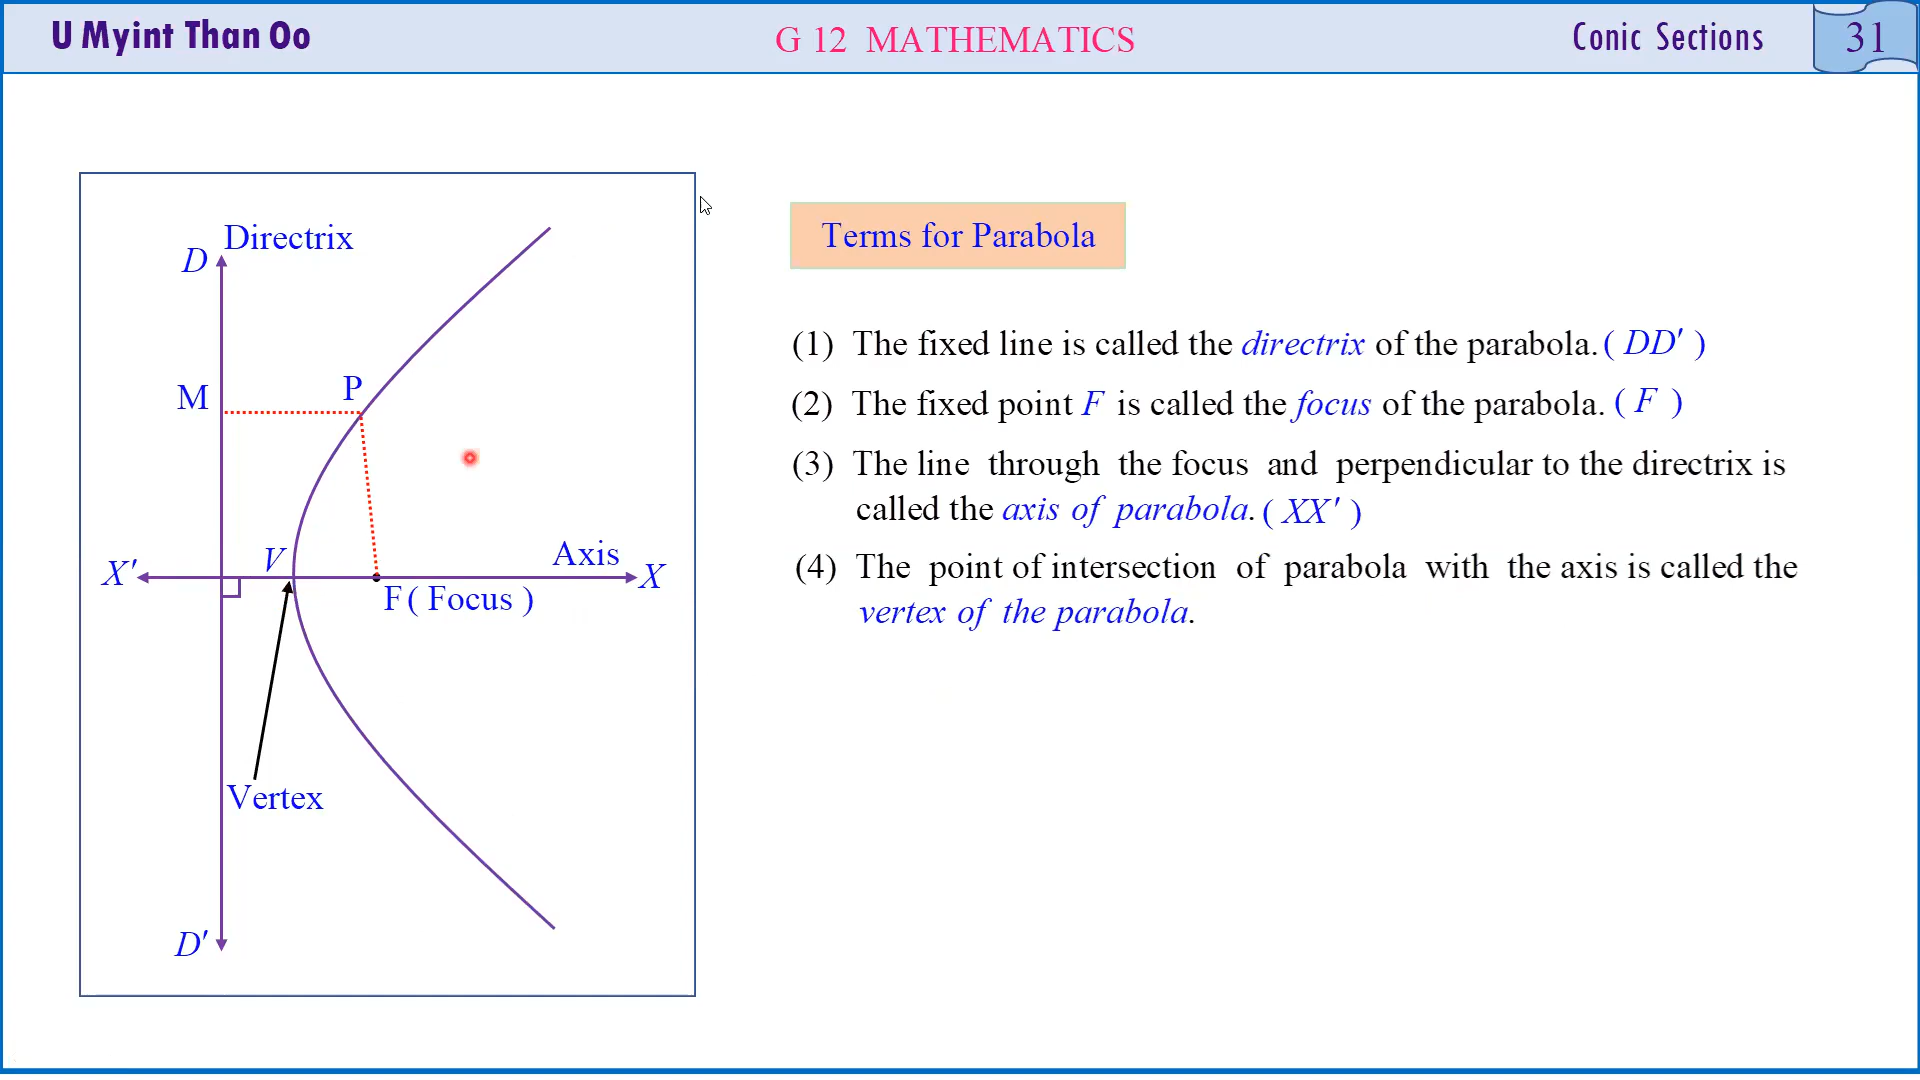 U Myint Than Oo
G 12 MATHEMATICS
Conic Sections
31
Directrix
D
M
P
X'
V
Axis
X
F ( Focus )
Vertex
D'
Terms for Parabola
(1) The fixed line is called the directrix of the parabola. ( DD' )
(2) The fixed point F is called the focus of the parabola. ( F )
(3) The line through the focus and perpendicular to the directrix is
called the axis of parabola. ( XX' )
(4) The point of intersection of parabola with the axis is called the
vertex of the parabola.